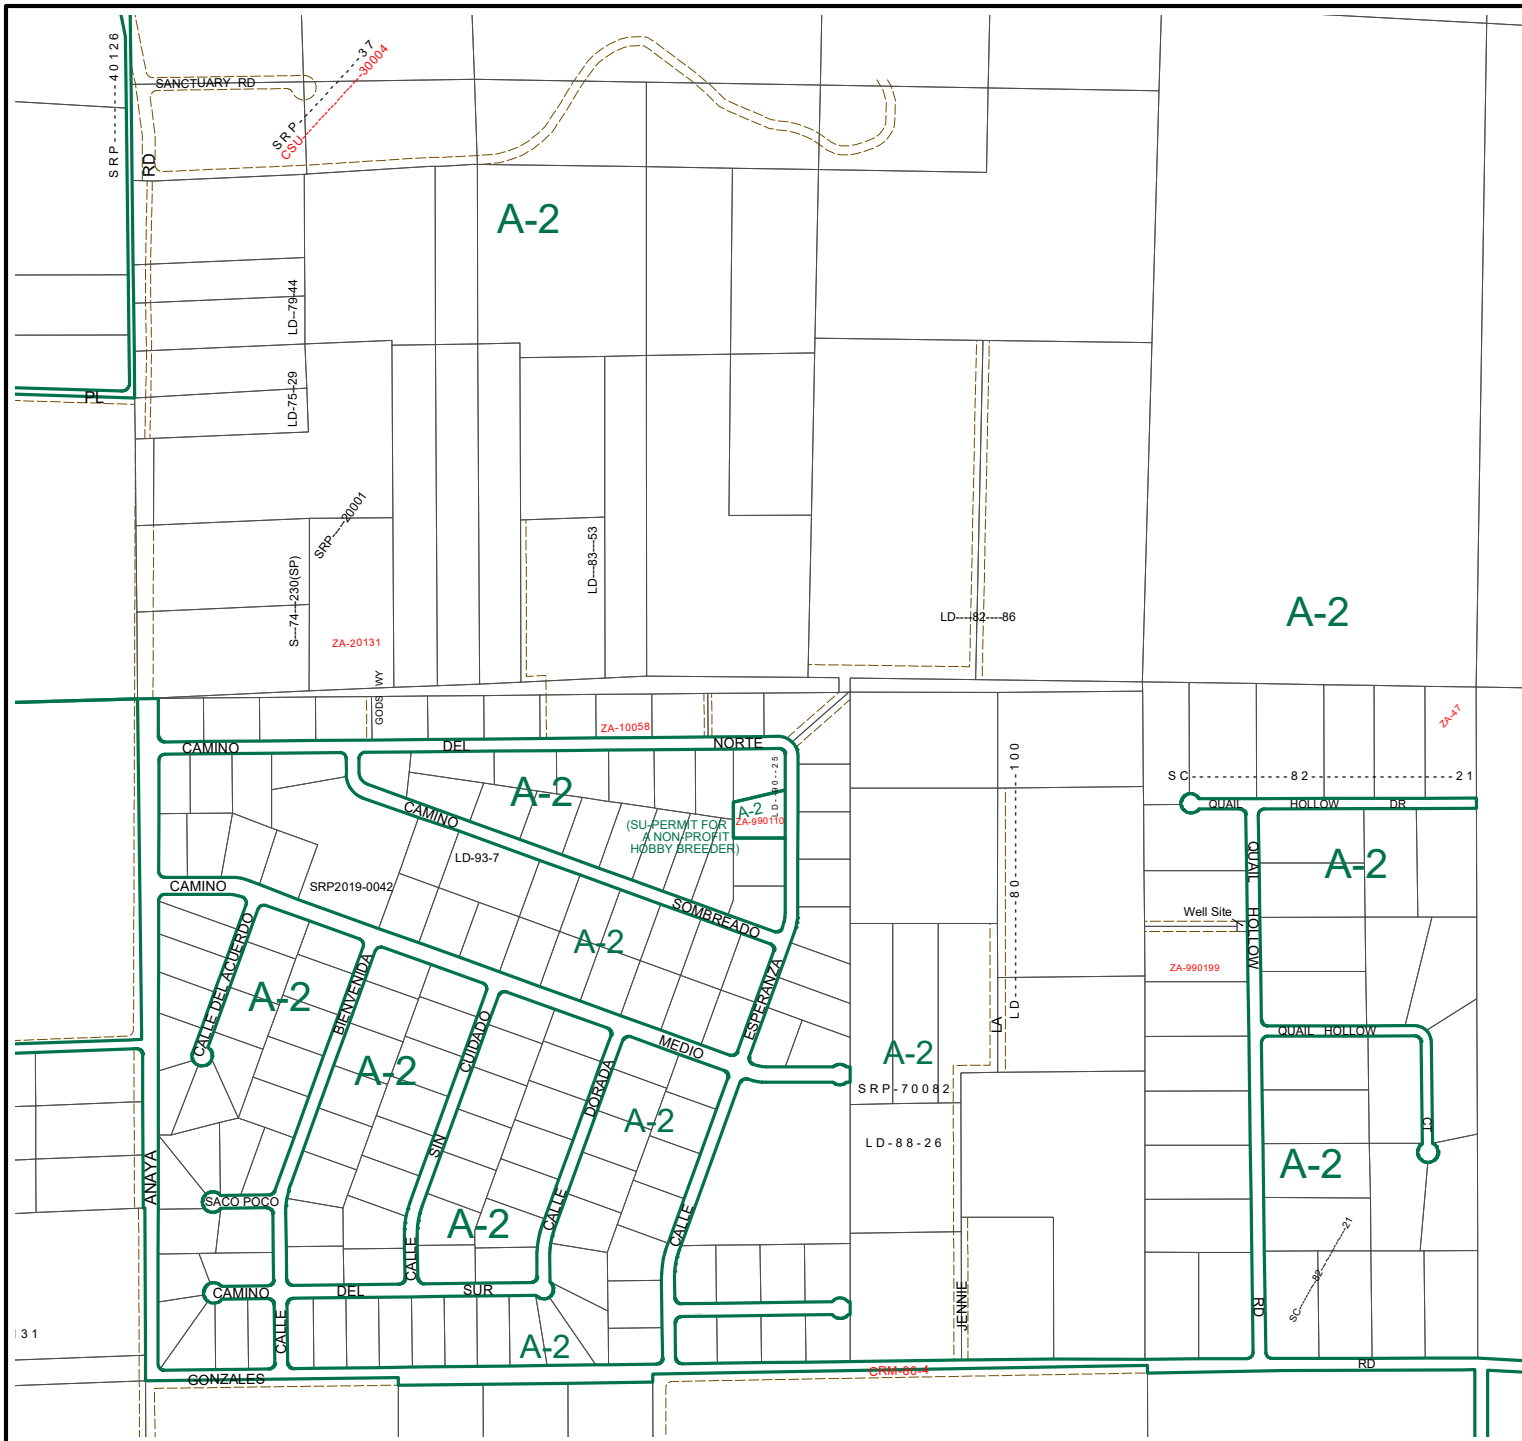 SRP------40126
SANCTUARY RD
SRP--------37
CSU----------30004
RD
A-2
LD--79-44
LD-75--29
PL
SRP----20001
S---74---230(SP)
LD---83---53
ZA-20131
LD----82----86
A-2
GODS WY
ZA-10058
ZA-47
CAMINO DEL NORTE
SC--------------------82-----------------------------21
QUAIL HOLLOW DR
LD--90--25
LD--------80-----------100
A-2
A-2
ZA-990110
(SU-PERMIT FOR
A NON-PROFIT
HOBBY BREEDER)
CAMINO SOMBREADO
LD-93-7
SRP2019-0042
A-2
QUAIL HOLLOW RD
CAMINO MEDIO
Well Site
A-2
ZA-990199
CALLE DEL ACUERDO
A-2
CALLE BIENVENIDA
CALLE SIN CUIDADO
CALLE ESPERANZA
LA JENNIE
QUAIL HOLLOW CT
A-2
A-2
SRP-70082
CALLE DORADA
A-2
LD-88-26
ANAYA
A-2
SACO POCO
A-2
SC----------82-----------21
CAMINO DEL SUR
131
A-2
GONZALES RD